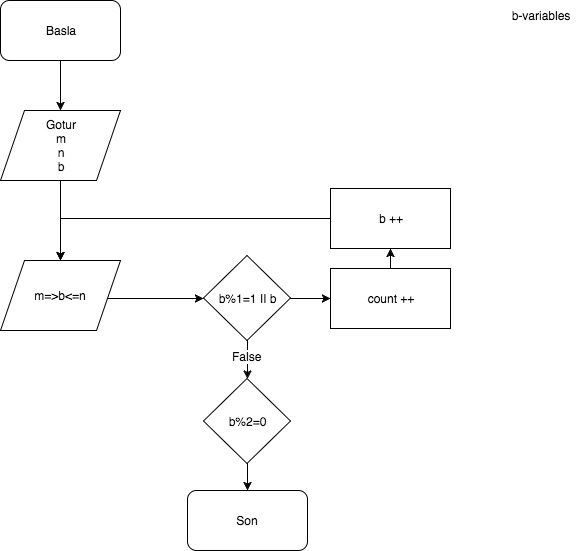 Basla
b-variables
Gotur
m
n
b
b ++
m=>b<=n
b%1=1 II b
count ++
False
b%2=0
Son